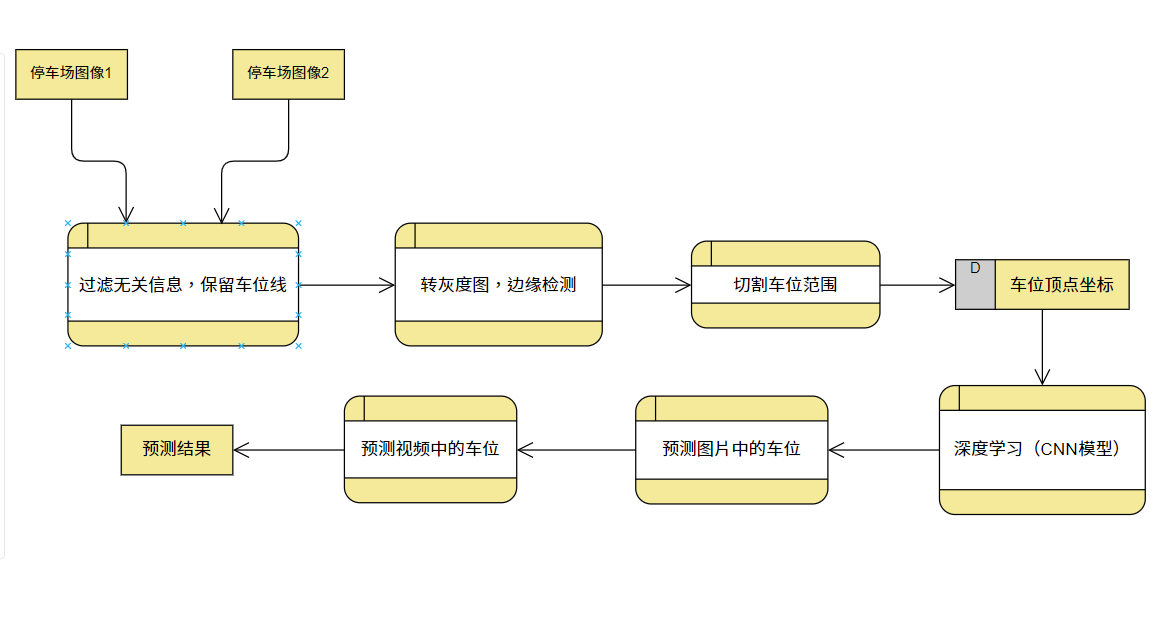 停车场图像1
停车场图像2
过滤无关信息，保留车位线
转灰度图，边缘检测
切割车位范围
D
车位顶点坐标
深度学习（CNN模型）
预测图片中的车位
预测视频中的车位
预测结果